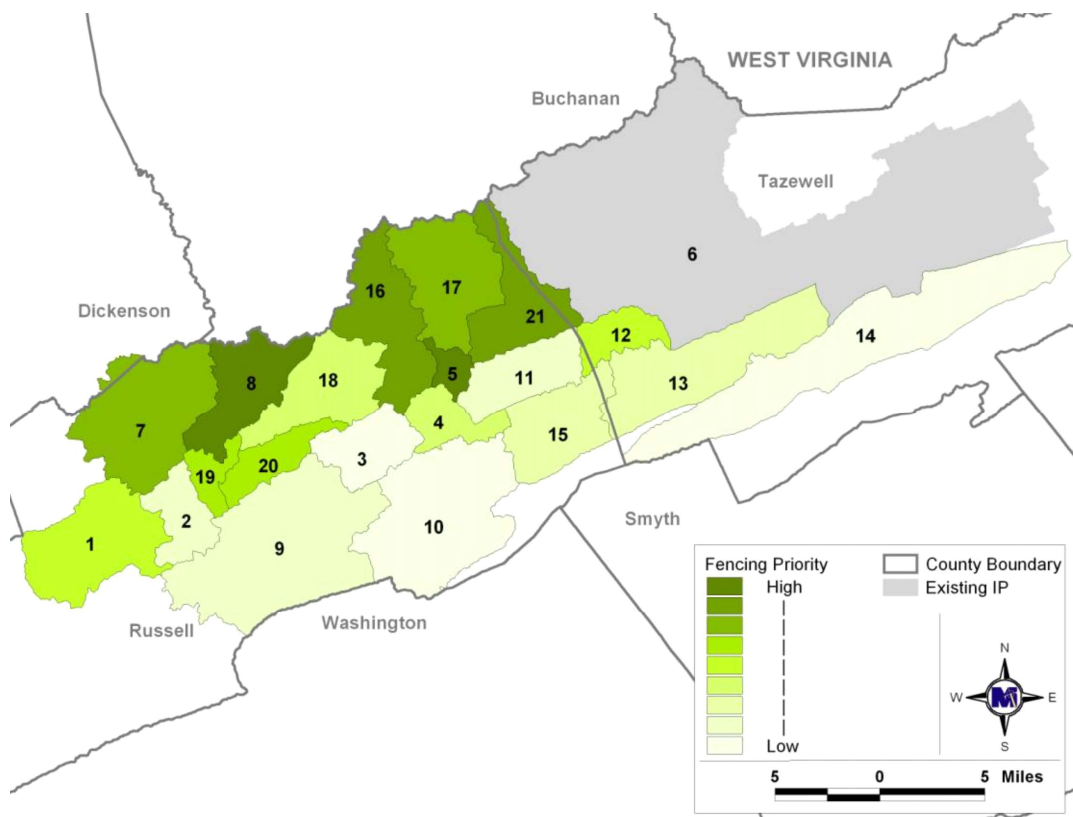 WEST VIRGINIA
Buchanan
Tazewell
6
Dickenson
16
17
21
12
14
8
18
5
11
13
7
4
15
3
20
19
2
10
1
9
Smyth
Russell
Washington
Fencing Priority
High
Low
County Boundary
Existing IP
N
W
E
S
M
5 0 5 Miles